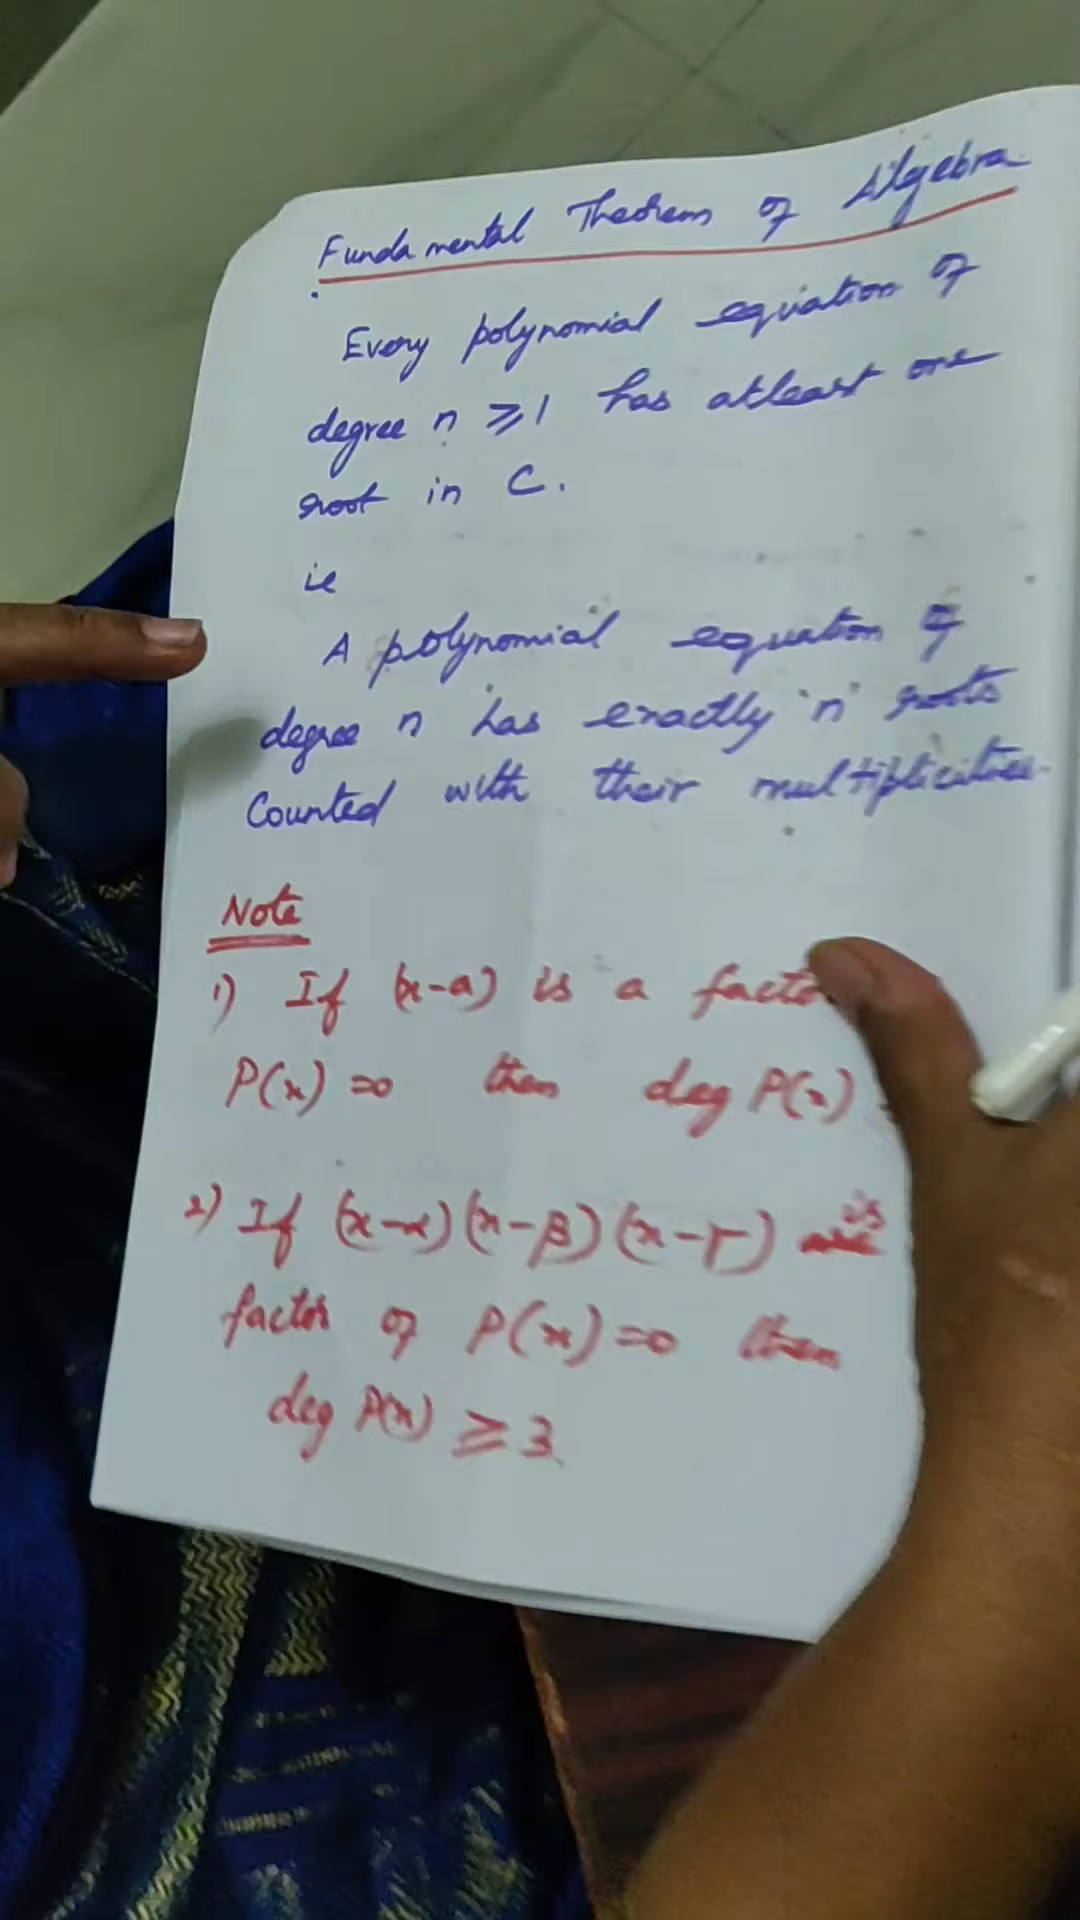 Fundamental Theorem of Algebra
Every polynomial equation of
degree n ≥ 1 has atleast one
root in C.
ie
A polynomial equation of
degree n has exactly 'n' roots
Counted with their multiplicities.
Note
1) If (x-a) is a facto
P(x) =0 then deg P(x)
2) If (x-α)(x-β)(x-γ) is
factor of P(x)=0 then
deg P(x) ≥ 3.